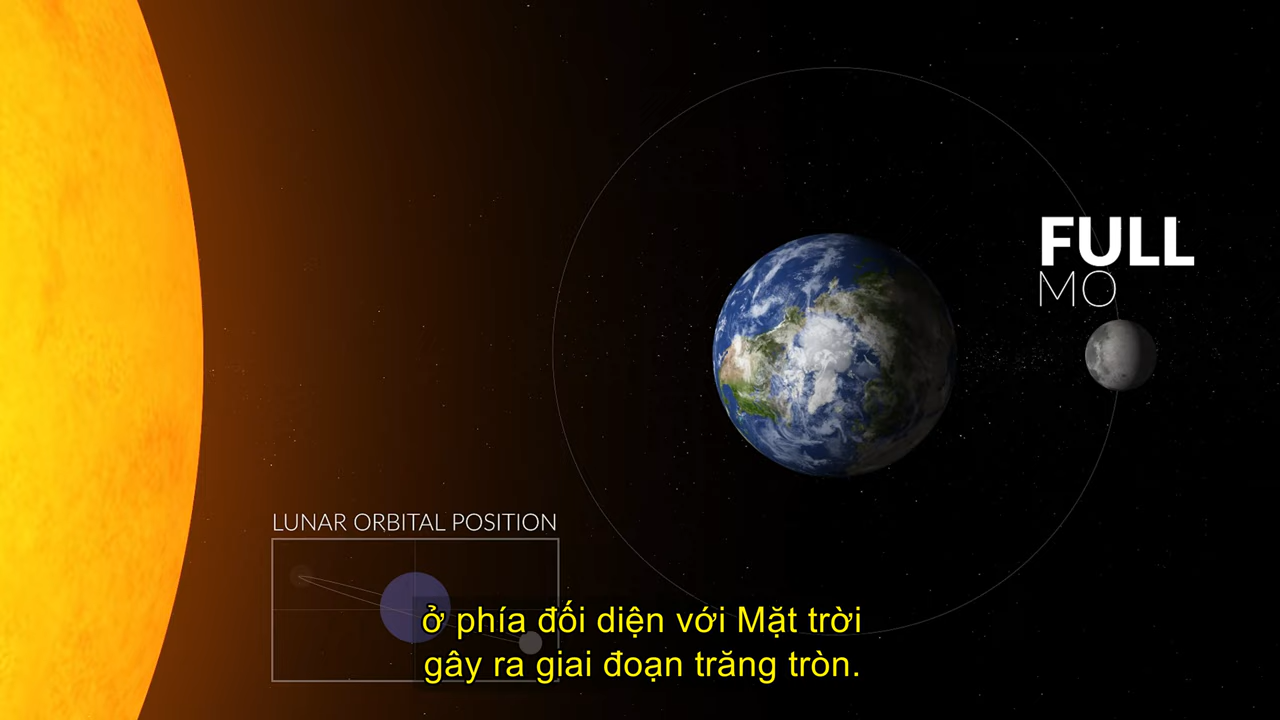 FULL
MO
LUNAR ORBITAL POSITION
ở phía đối diện với Mặt trời
gây ra giai đoạn trăng tròn.